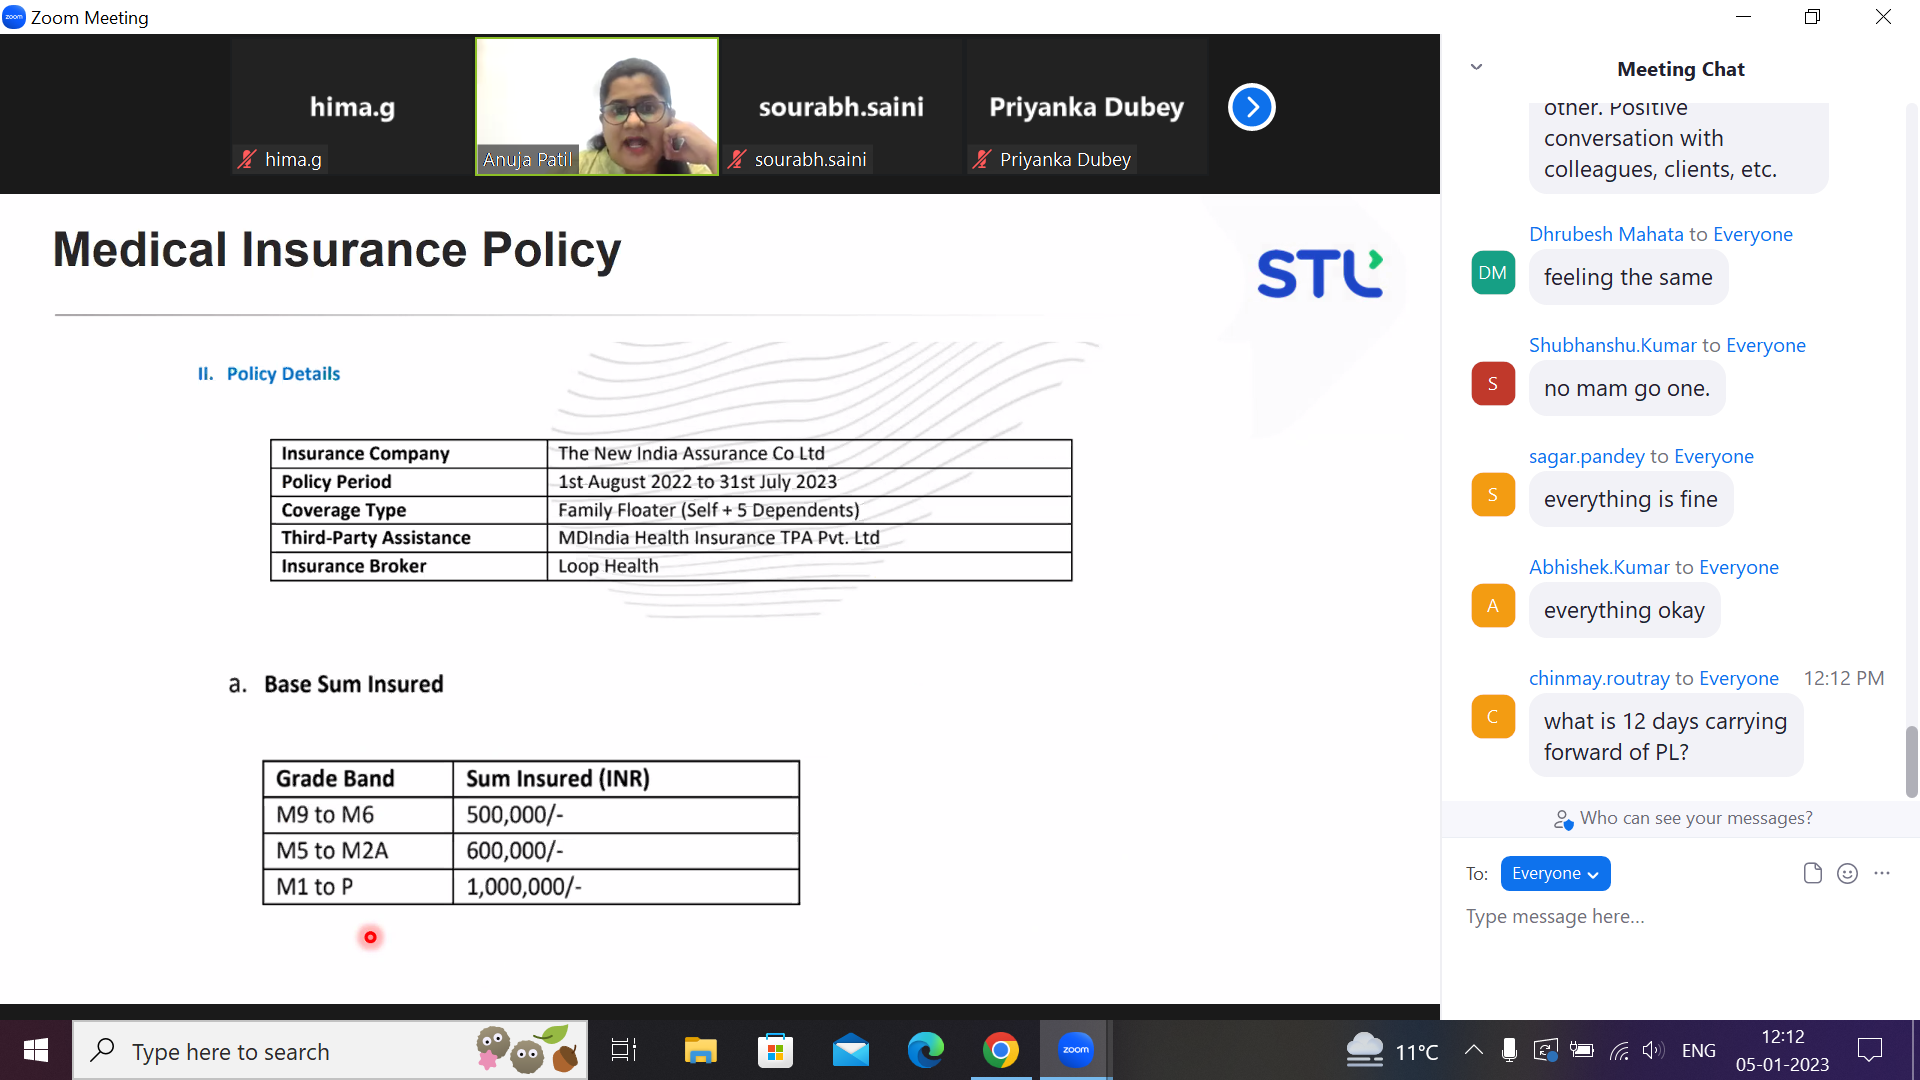 zoom Zoom Meeting
hima.g
sourabh.saini
Priyanka Dubey
hima.g
Anuja Patil
sourabh.saini
Priyanka Dubey
Medical Insurance Policy
STL
II. Policy Details
Insurance Company The New India Assurance Co Ltd
Policy Period 1st August 2022 to 31st July 2023
Coverage Type Family Floater (Self + 5 Dependents)
Third-Party Assistance MDIndia Health Insurance TPA Pvt. Ltd
Insurance Broker Loop Health
a. Base Sum Insured
Grade Band Sum Insured (INR)
M9 to M6 500,000/-
M5 to M2A 600,000/-
M1 to P 1,000,000/-
Meeting Chat
other. Positive
conversation with
colleagues, clients, etc.
Dhrubesh Mahata to Everyone
DM
feeling the same
Shubhanshu.Kumar to Everyone
S
no mam go one.
sagar.pandey to Everyone
S
everything is fine
Abhishek.Kumar to Everyone
A
everything okay
chinmay.routray to Everyone 12:12 PM
C
what is 12 days carrying
forward of PL?
Who can see your messages?
To: Everyone
Type message here...
Type here to search
zoom
11°C
ENG
12:12
05-01-2023